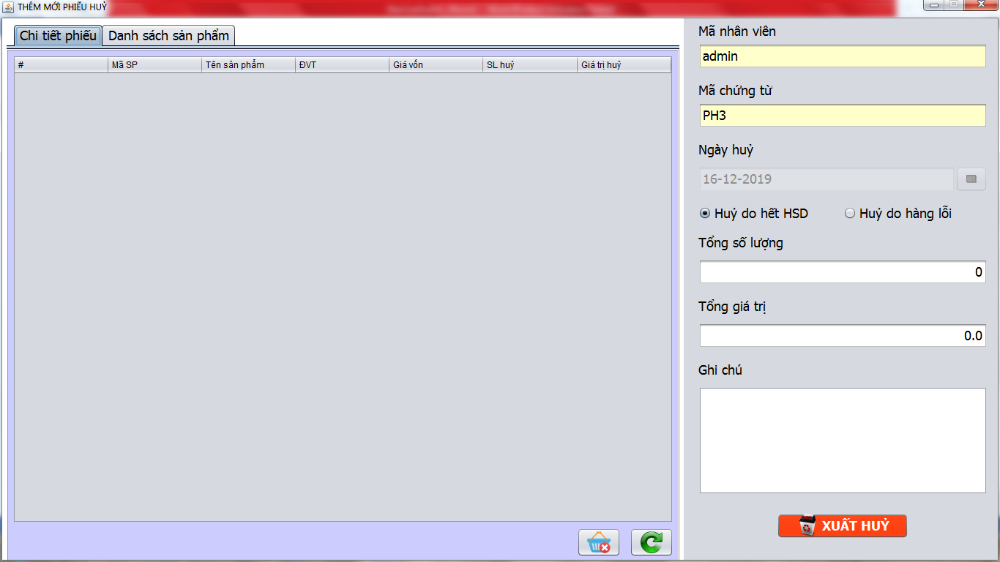 THÊM MỚI PHIẾU HUỶ
Chi tiết phiếu Danh sách sản phẩm
# Mã SP Tên sản phẩm ĐVT Giá vốn SL huỷ Giá trị huỷ
Mã nhân viên
admin
Mã chứng từ
PH3
Ngày huỷ
16-12-2019
Huỷ do hết HSD Huỷ do hàng lỗi
Tổng số lượng
0
Tổng giá trị
0.0
Ghi chú
XUẤT HUỶ